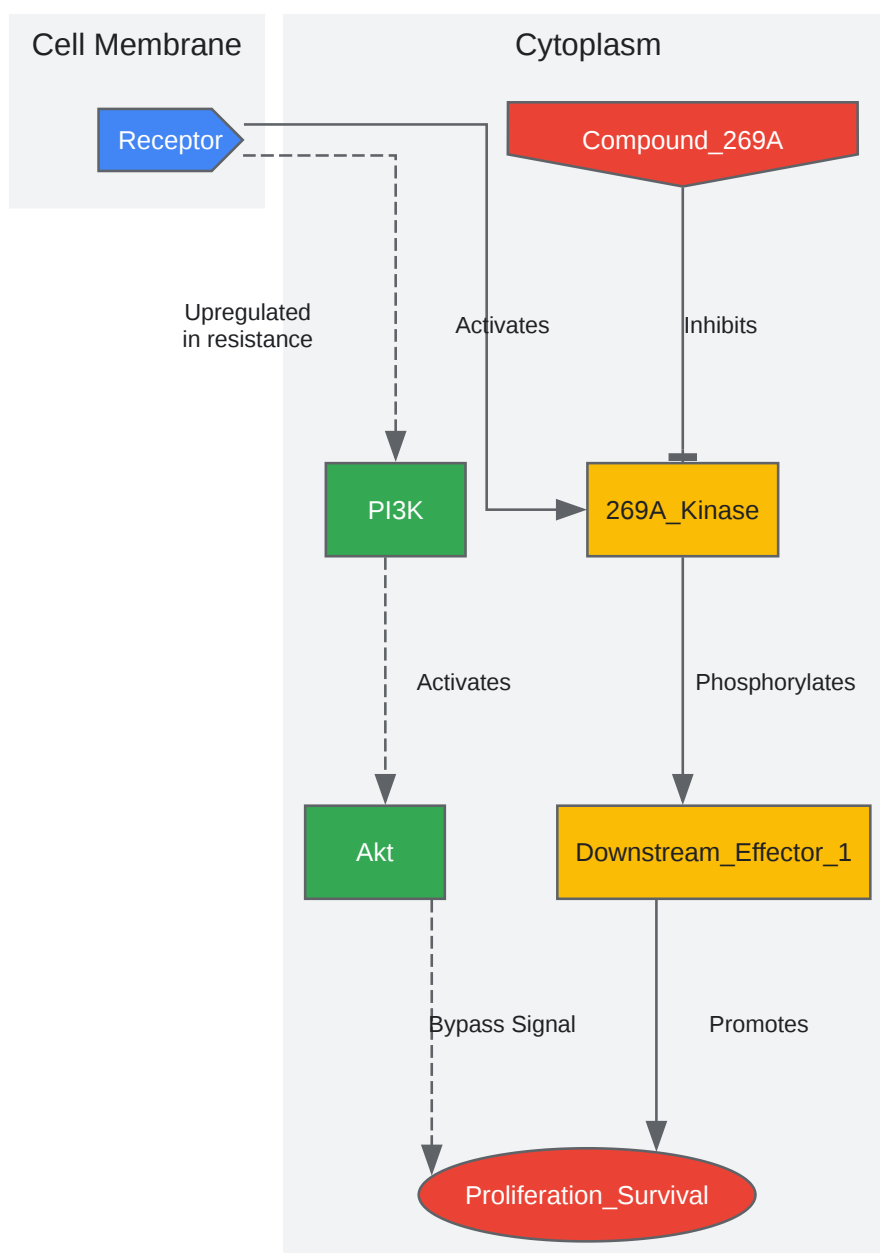 Cell Membrane
Cytoplasm
Receptor
Compound_269A
Upregulated
in resistance
Activates
Inhibits
PI3K
269A_Kinase
Activates
Phosphorylates
Akt
Downstream_Effector_1
Bypass Signal
Promotes
Proliferation_Survival